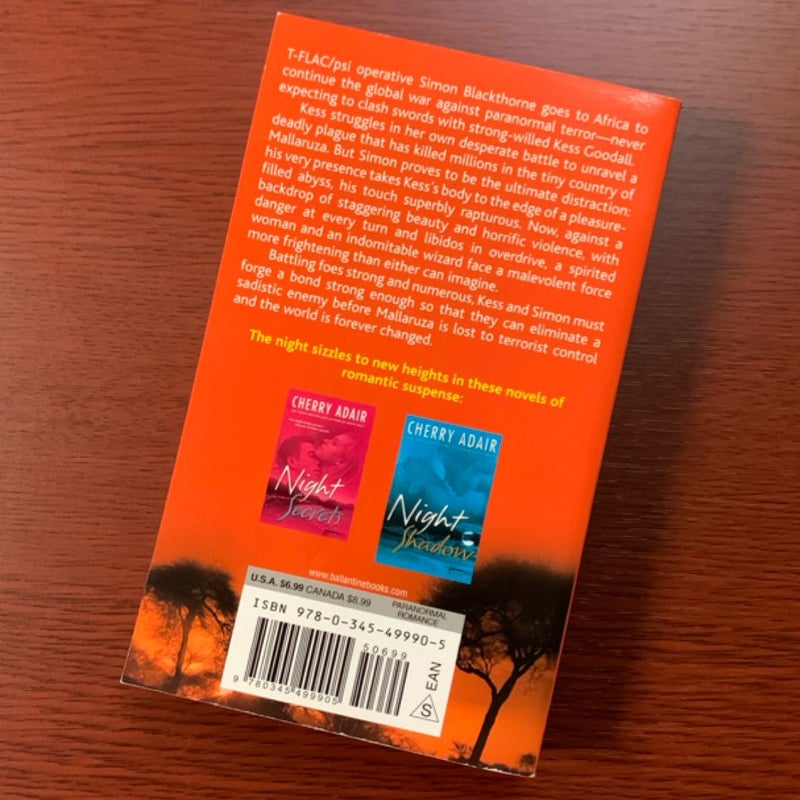 T-FLAC/psi operative Simon Blackthorne goes to Africa to
continue the global war against paranormal terror—never
expecting to clash swords with strong-willed Kess Goodall.
Kess struggles in her own desperate battle to unravel a
deadly plague that has killed millions in the tiny country of
Mallaruza. But Simon proves to be the ultimate distraction:
his very presence takes Kess's body to the edge of a pleasure-
filled abyss, his touch superbly rapturous. Now, against a
backdrop of staggering beauty and horrific violence, with
danger at every turn and libidos in overdrive, a spirited
woman and an indomitable wizard face a malevolent force
more frightening than either can imagine.
Battling foes strong and numerous, Kess and Simon must
forge a bond strong enough so that they can eliminate a
sadistic enemy before Mallaruza is lost to terrorist control
and the world is forever changed.
The night sizzles to new heights in these novels of
romantic suspense:
CHERRY ADAIR
Night
Secrets
CHERRY ADAIR
Night
Shadow
www.ballantinebooks.com
U.S.A. $6.99 CANADA $8.99
PARANORMAL
ROMANCE
ISBN 978-0-345-49990-5
50699
9 780345 499905
EAN
S